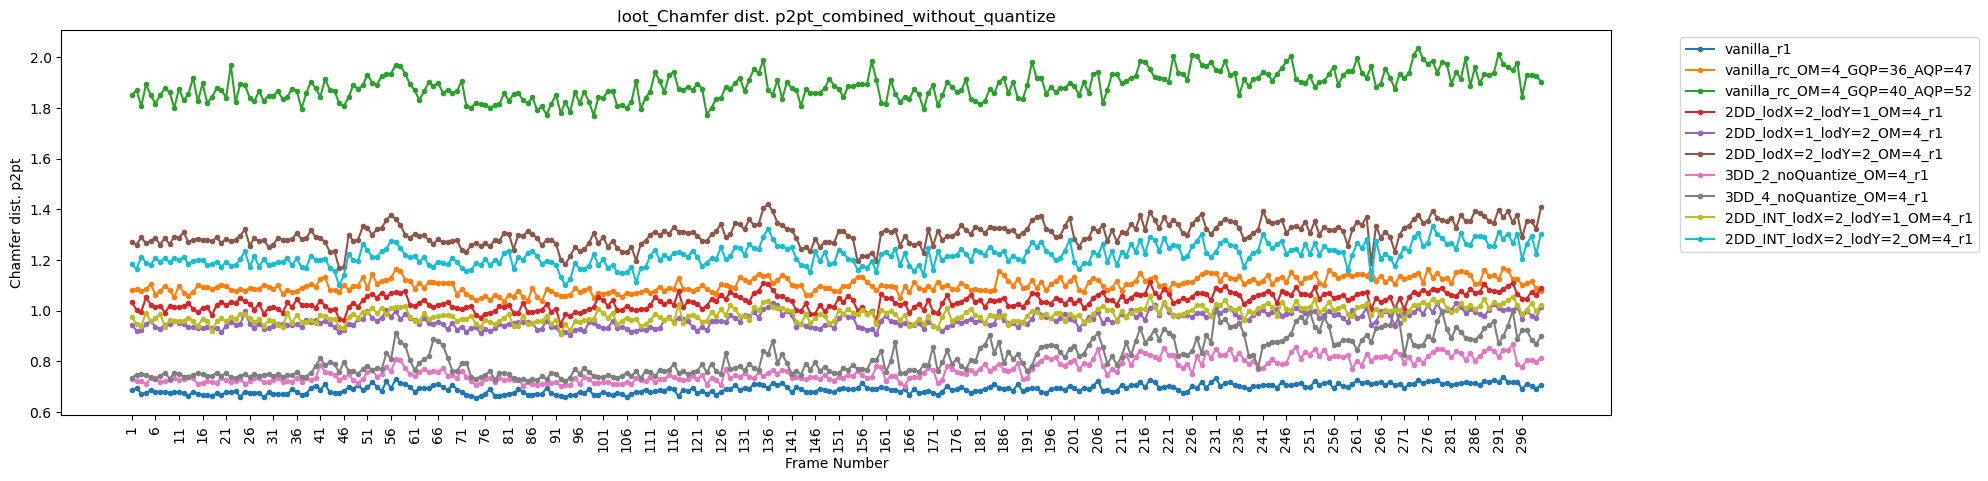 loot_Chamfer dist. p2pt_combined_without_quantize
Chamfer dist. p2pt
2.0
1.8
1.6
1.4
1.2
1.0
0.8
0.6
1 6 11 16 21 26 31 36 41 46 51 56 61 66 71 76 81 86 91 96 101 106 111 116 121 126 131 136 141 146 151 156 161 166 171 176 181 186 191 196 201 206 211 216 221 226 231 236 241 246 251 256 261 266 271 276 281 286 291 296
Frame Number
vanilla_r1
vanilla_rc_OM=4_GQP=36_AQP=47
vanilla_rc_OM=4_GQP=40_AQP=52
2DD_lodX=2_lodY=1_OM=4_r1
2DD_lodX=1_lodY=2_OM=4_r1
2DD_lodX=2_lodY=2_OM=4_r1
3DD_2_noQuantize_OM=4_r1
3DD_4_noQuantize_OM=4_r1
2DD_INT_lodX=2_lodY=1_OM=4_r1
2DD_INT_lodX=2_lodY=2_OM=4_r1